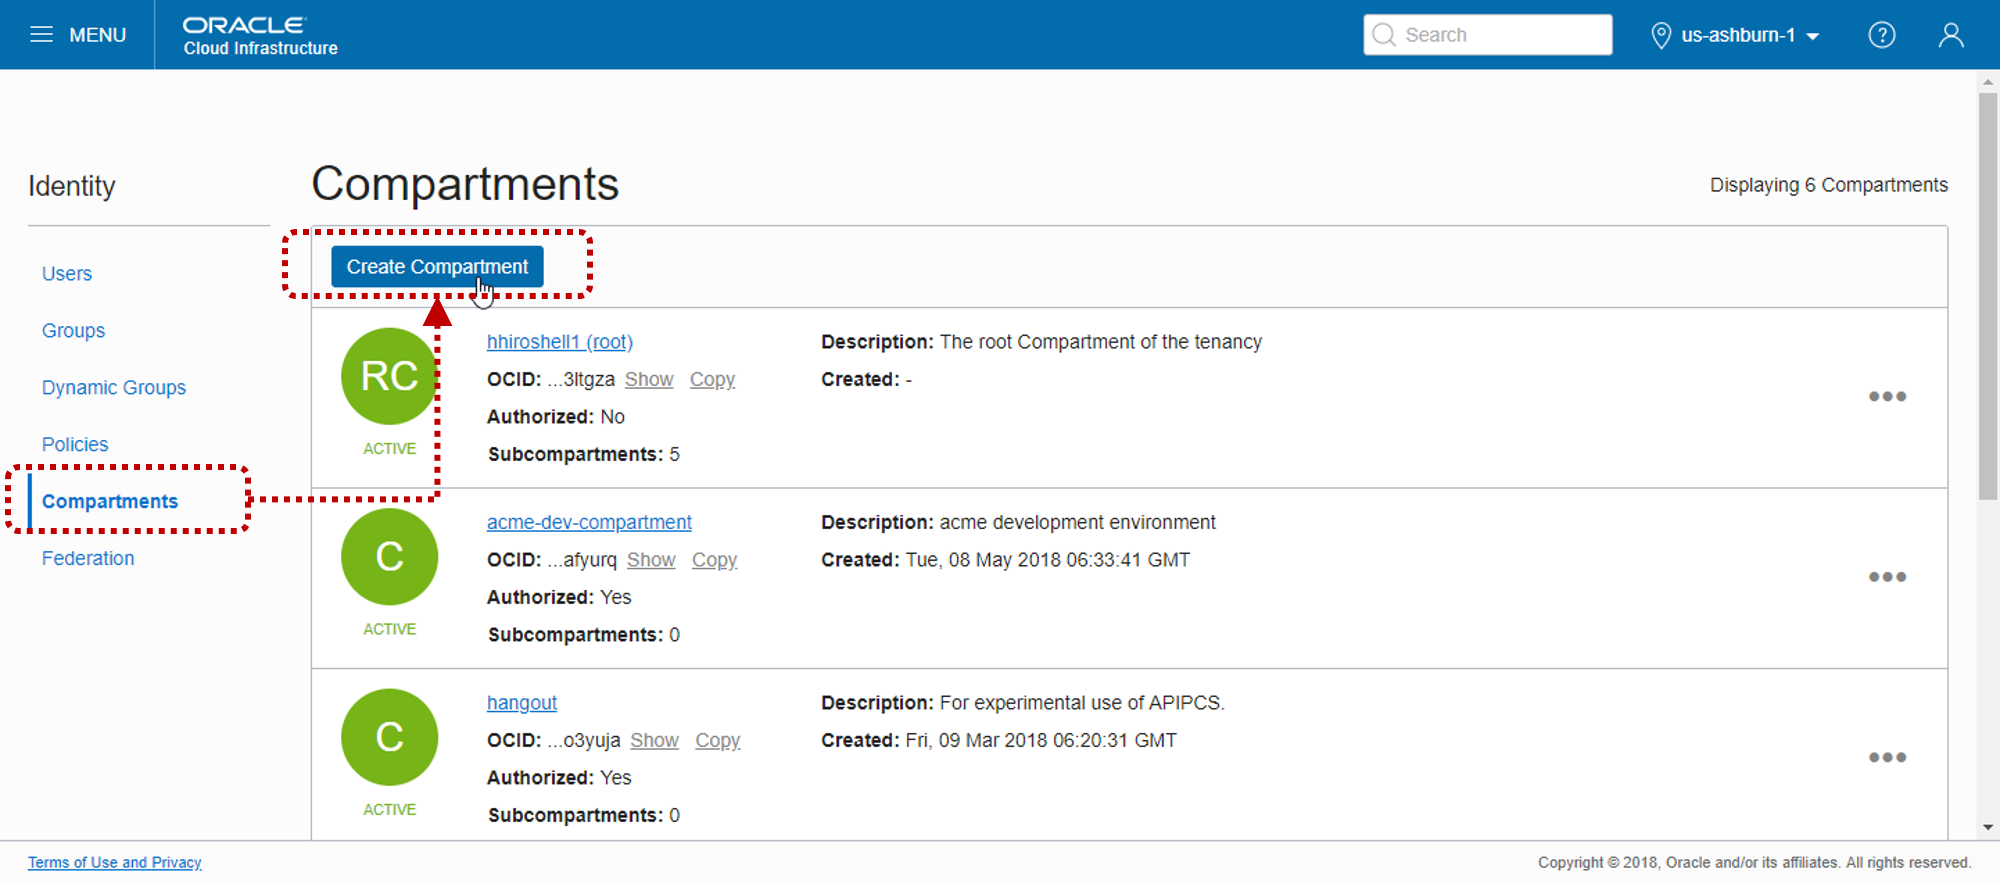 MENU
ORACLE
Cloud Infrastructure
Search
us-ashburn-1
?
Identity
Compartments
Displaying 6 Compartments
Users
Groups
Dynamic Groups
Policies
Compartments
Federation
Create Compartment
RC
ACTIVE
hhiroshell1 (root)
OCID: ...3ltgza Show Copy
Authorized: No
Subcompartments: 5
Description: The root Compartment of the tenancy
Created: -
•••
C
ACTIVE
acme-dev-compartment
OCID: ...afyurq Show Copy
Authorized: Yes
Subcompartments: 0
Description: acme development environment
Created: Tue, 08 May 2018 06:33:41 GMT
•••
C
ACTIVE
hangout
OCID: ...o3yuja Show Copy
Authorized: Yes
Subcompartments: 0
Description: For experimental use of APIPCS.
Created: Fri, 09 Mar 2018 06:20:31 GMT
•••
Terms of Use and Privacy
Copyright © 2018, Oracle and/or its affiliates. All rights reserved.